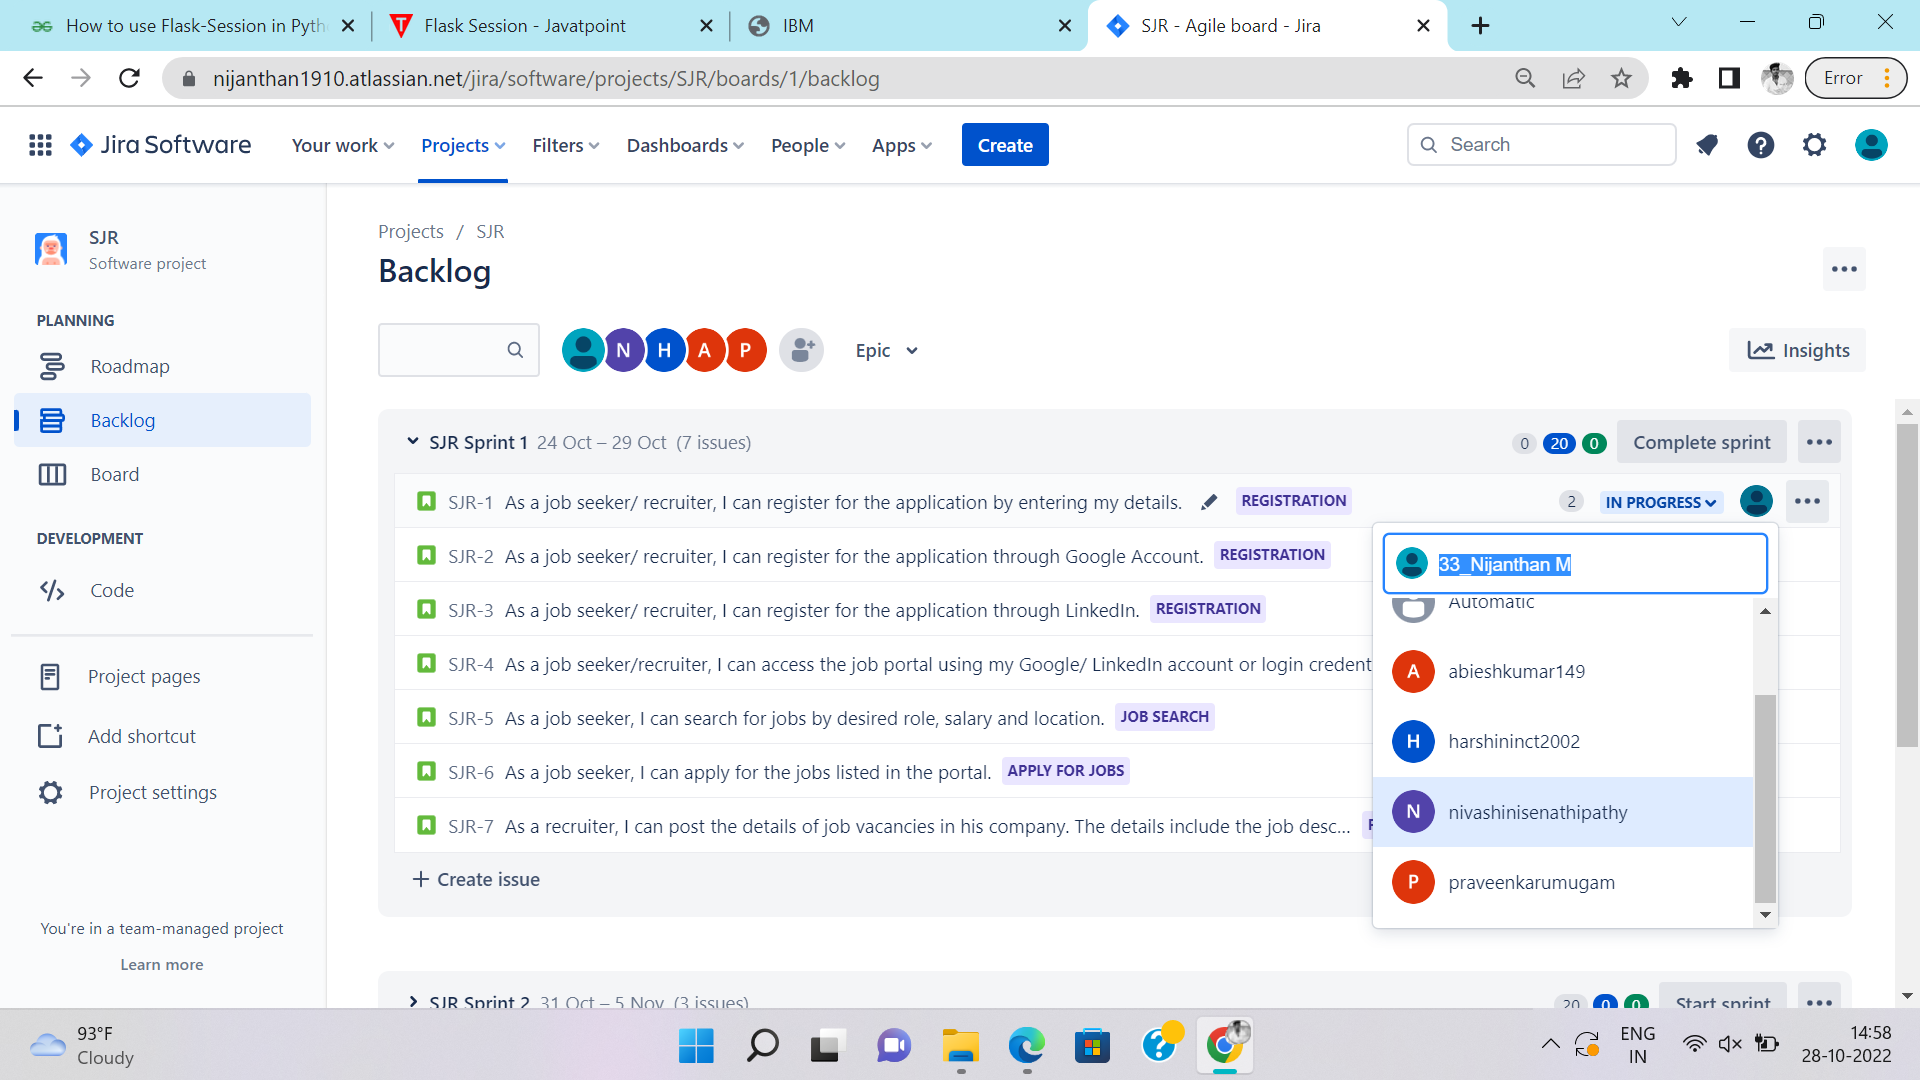 How to use Flask-Session in Pyth
Flask Session - Javatpoint
IBM
SJR - Agile board - Jira
nijanthan1910.atlassian.net/jira/software/projects/SJR/boards/1/backlog
Error
Jira Software
Your work
Projects
Filters
Dashboards
People
Apps
Create
Search
SJR
Software project
PLANNING
Roadmap
Backlog
Board
DEVELOPMENT
Code
Project pages
Add shortcut
Project settings
You're in a team-managed project
Learn more
Projects / SJR
Backlog
N H A P
Epic
Insights
SJR Sprint 1 24 Oct – 29 Oct (7 issues)
0 20 0 Complete sprint
SJR-1 As a job seeker/ recruiter, I can register for the application by entering my details. REGISTRATION 2 IN PROGRESS
SJR-2 As a job seeker/ recruiter, I can register for the application through Google Account. REGISTRATION
SJR-3 As a job seeker/ recruiter, I can register for the application through LinkedIn. REGISTRATION
SJR-4 As a job seeker/recruiter, I can access the job portal using my Google/ LinkedIn account or login credent
SJR-5 As a job seeker, I can search for jobs by desired role, salary and location. JOB SEARCH
SJR-6 As a job seeker, I can apply for the jobs listed in the portal. APPLY FOR JOBS
SJR-7 As a recruiter, I can post the details of job vacancies in his company. The details include the job desc...
Create issue
33_Nijanthan M
Automatic
A abieshkumar149
H harshininct2002
N nivashinisenathipathy
P praveenkarumugam
SJR Sprint 2 31 Oct – 5 Nov (3 issues)
20 0 0 Start sprint
93°F
Cloudy
ENG
IN
14:58
28-10-2022